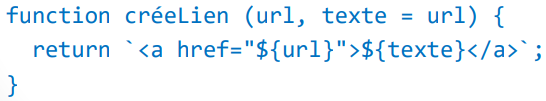 function créeLien (url, texte = url) {
  return `<a href="${url}">${texte}</a>`;
}